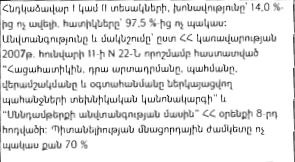 Հնդկաձավար I կամ II տեսակների, խոնավությունը՝ 14,0 %-
ից ոչ ավելի, հատիկները՝ 97,5 %-ից ոչ պակաս:
Անվտանգությունը և մակնշումը՝ ըստ ՀՀ կառավարության
2007թ. հունվարի 11-ի N 22-Ն որոշմամբ հաստատված
“Հացահատիկին, դրա արտադրմանը, պահմանը,
վերամշակմանը և օգտահանմանը ներկայացվող
պահանջների տեխնիկական կանոնակարգի” և
“Սննդամթերքի անվտանգության մասին” ՀՀ օրենքի 8-րդ
հոդվածի: Պիտանելիության մնացորդային ժամկետը ոչ
պակաս քան 70 %